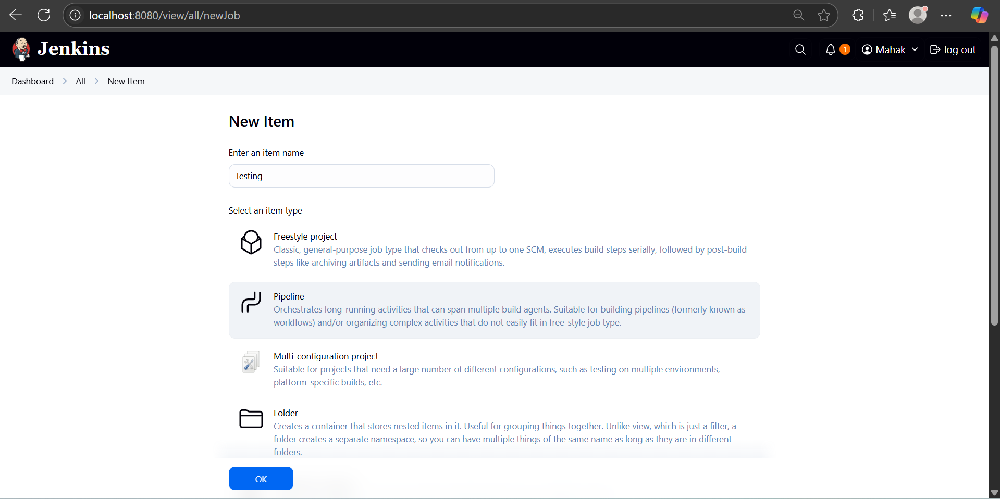 localhost:8080/view/all/newJob
Jenkins
1
Mahak
log out
Dashboard
All
New Item
New Item
Enter an item name
Testing
Select an item type
Freestyle project
Classic, general-purpose job type that checks out from up to one SCM, executes build steps serially, followed by post-build
steps like archiving artifacts and sending email notifications.
Pipeline
Orchestrates long-running activities that can span multiple build agents. Suitable for building pipelines (formerly known as
workflows) and/or organizing complex activities that do not easily fit in free-style job type.
Multi-configuration project
Suitable for projects that need a large number of different configurations, such as testing on multiple environments,
platform-specific builds, etc.
Folder
Creates a container that stores nested items in it. Useful for grouping things together. Unlike view, which is just a filter, a
folder creates a separate namespace, so you can have multiple things of the same name as long as they are in different
folders.
OK